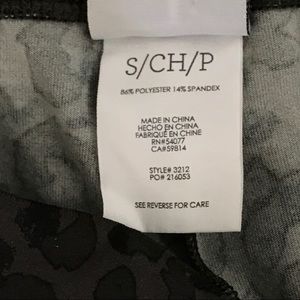 S/CH/P
86% POLYESTER 14% SPANDEX
MADE IN CHINA
HECHO EN CHINA
FABRIQUÉ EN CHINE
RN#54077
CA#59814
STYLE# 3212
PO# 216053
SEE REVERSE FOR CARE